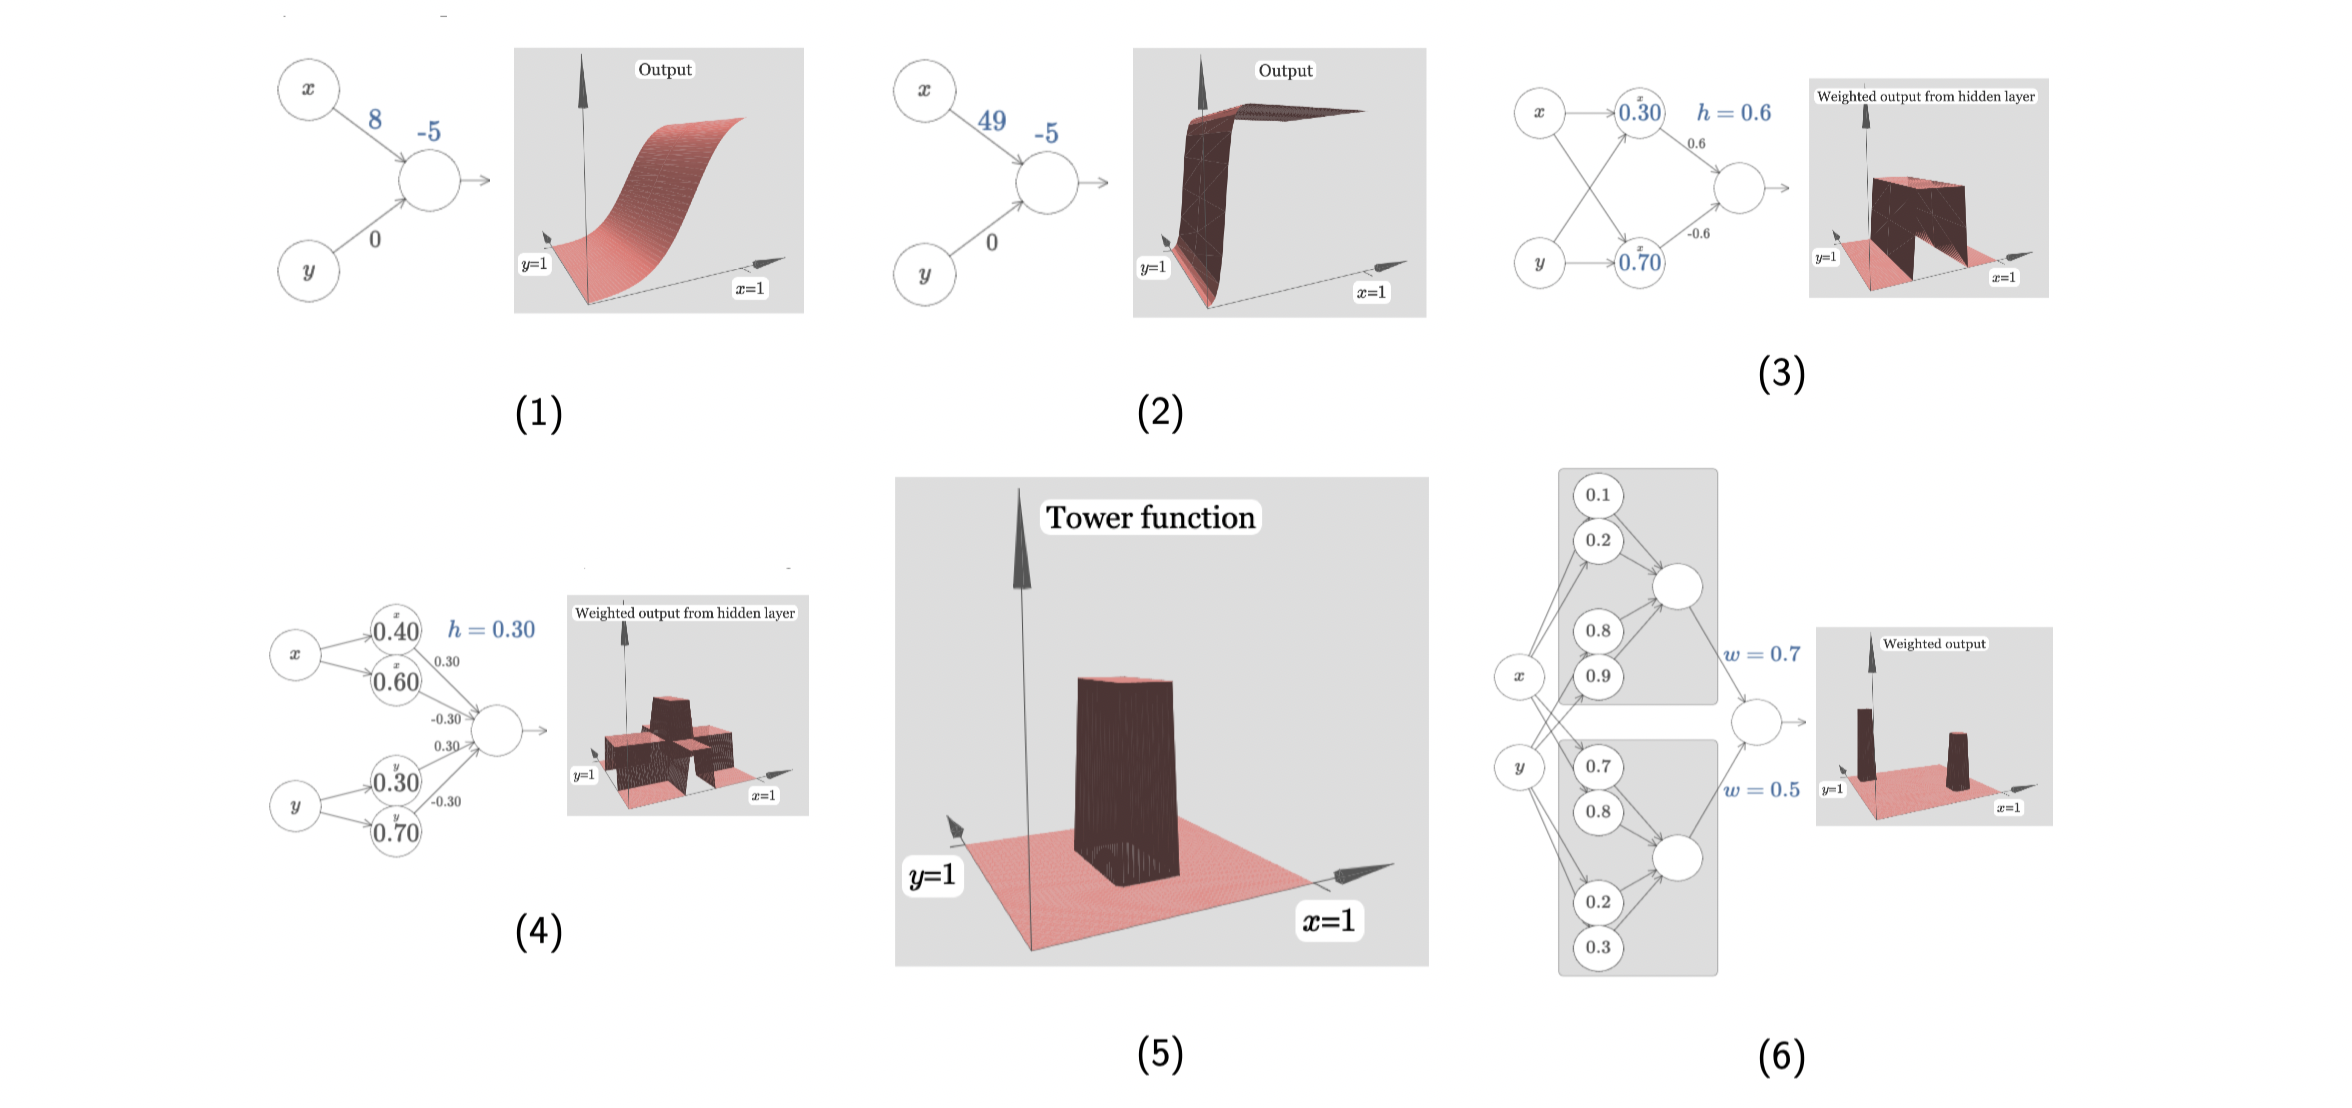 x
8
-5
y
0
Output
y=1
x=1
(1)
x
49
-5
y
0
Output
y=1
x=1
(2)
x
x
0.30
h = 0.6
0.6
y
x
0.70
-0.6
Weighted output from hidden layer
y=1
x=1
(3)
x
x
0.40
h = 0.30
0.30
x
0.60
-0.30
0.30
y
y
0.30
-0.30
y
0.70
Weighted output from hidden layer
y=1
x=1
(4)
Tower function
y=1
x=1
(5)
0.1
0.2
0.8
0.9
x
y
w = 0.7
0.7
0.8
w = 0.5
0.2
0.3
Weighted output
y=1
x=1
(6)